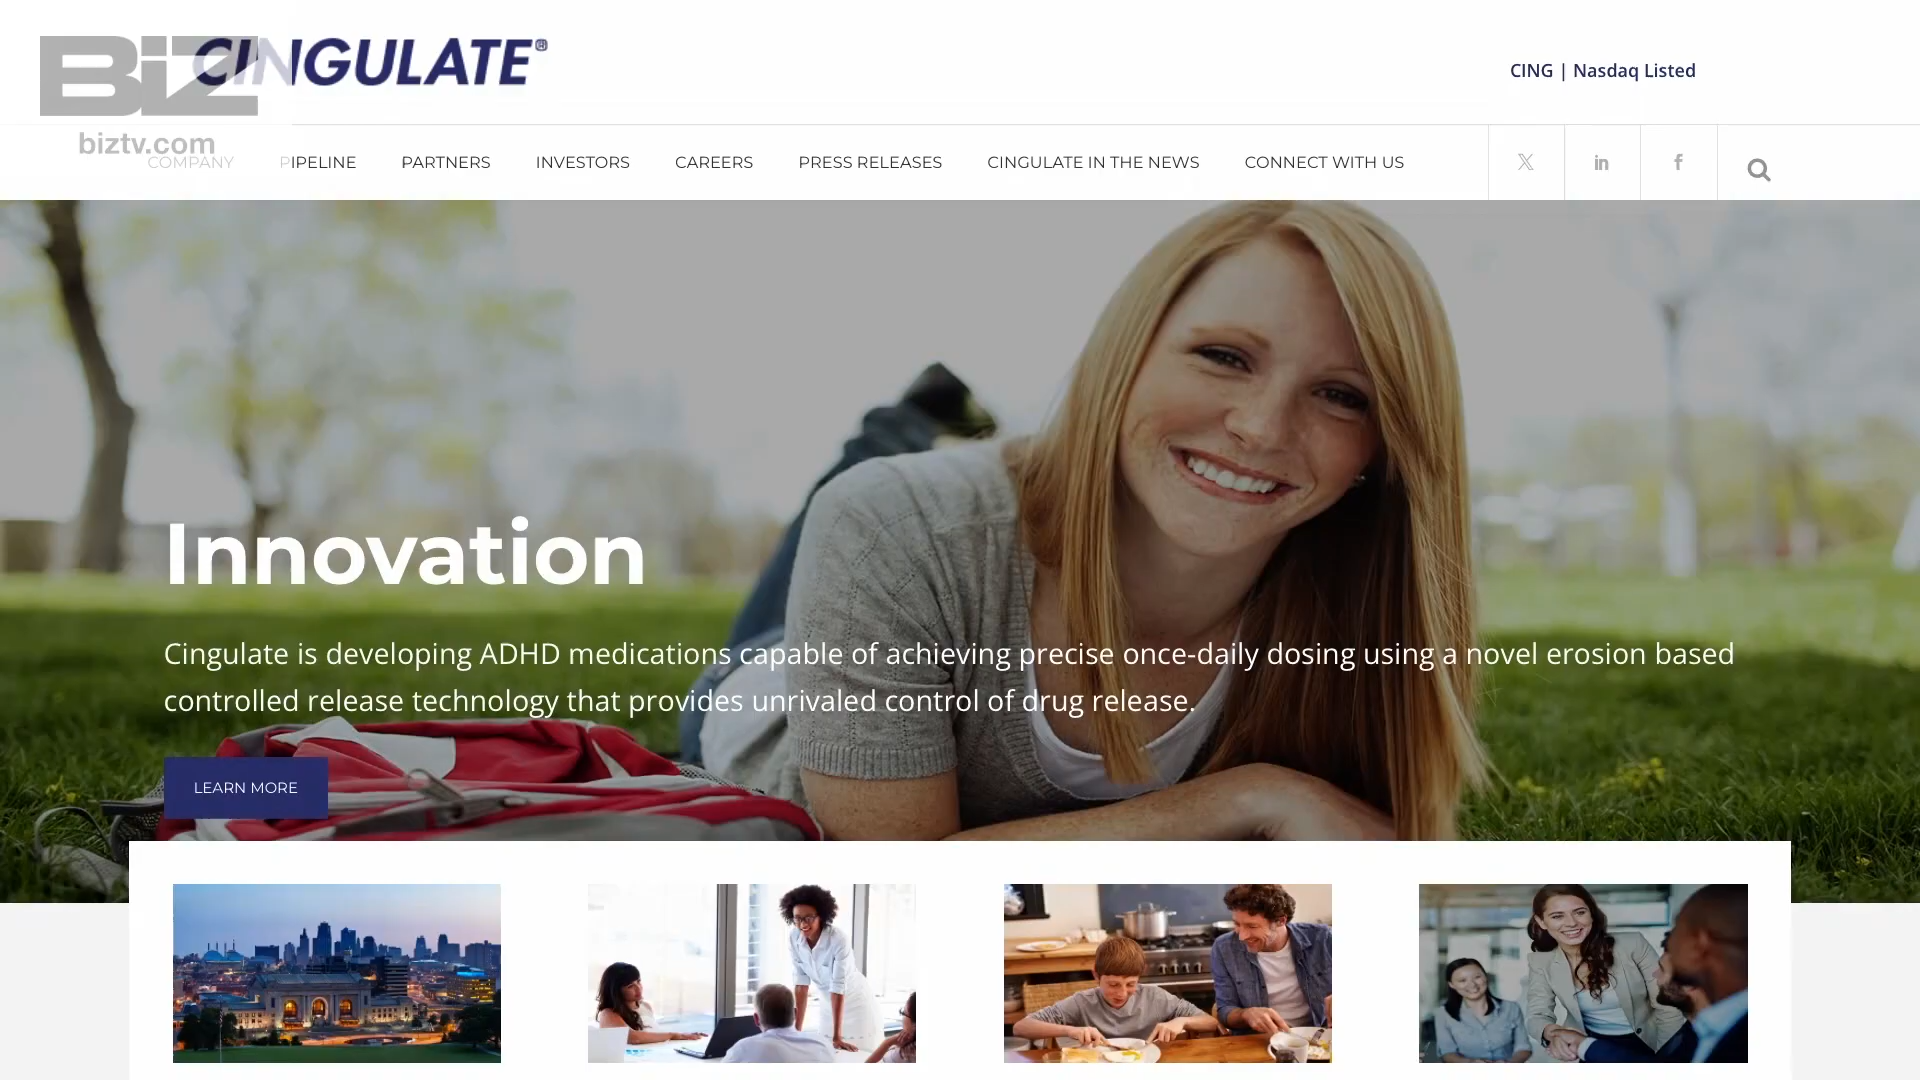 BiZ
biztv.com
CINGULATE®
CING | Nasdaq Listed
COMPANY
PIPELINE
PARTNERS
INVESTORS
CAREERS
PRESS RELEASES
CINGULATE IN THE NEWS
CONNECT WITH US
Innovation
Cingulate is developing ADHD medications capable of achieving precise once-daily dosing using a novel erosion based
controlled release technology that provides unrivaled control of drug release.
LEARN MORE